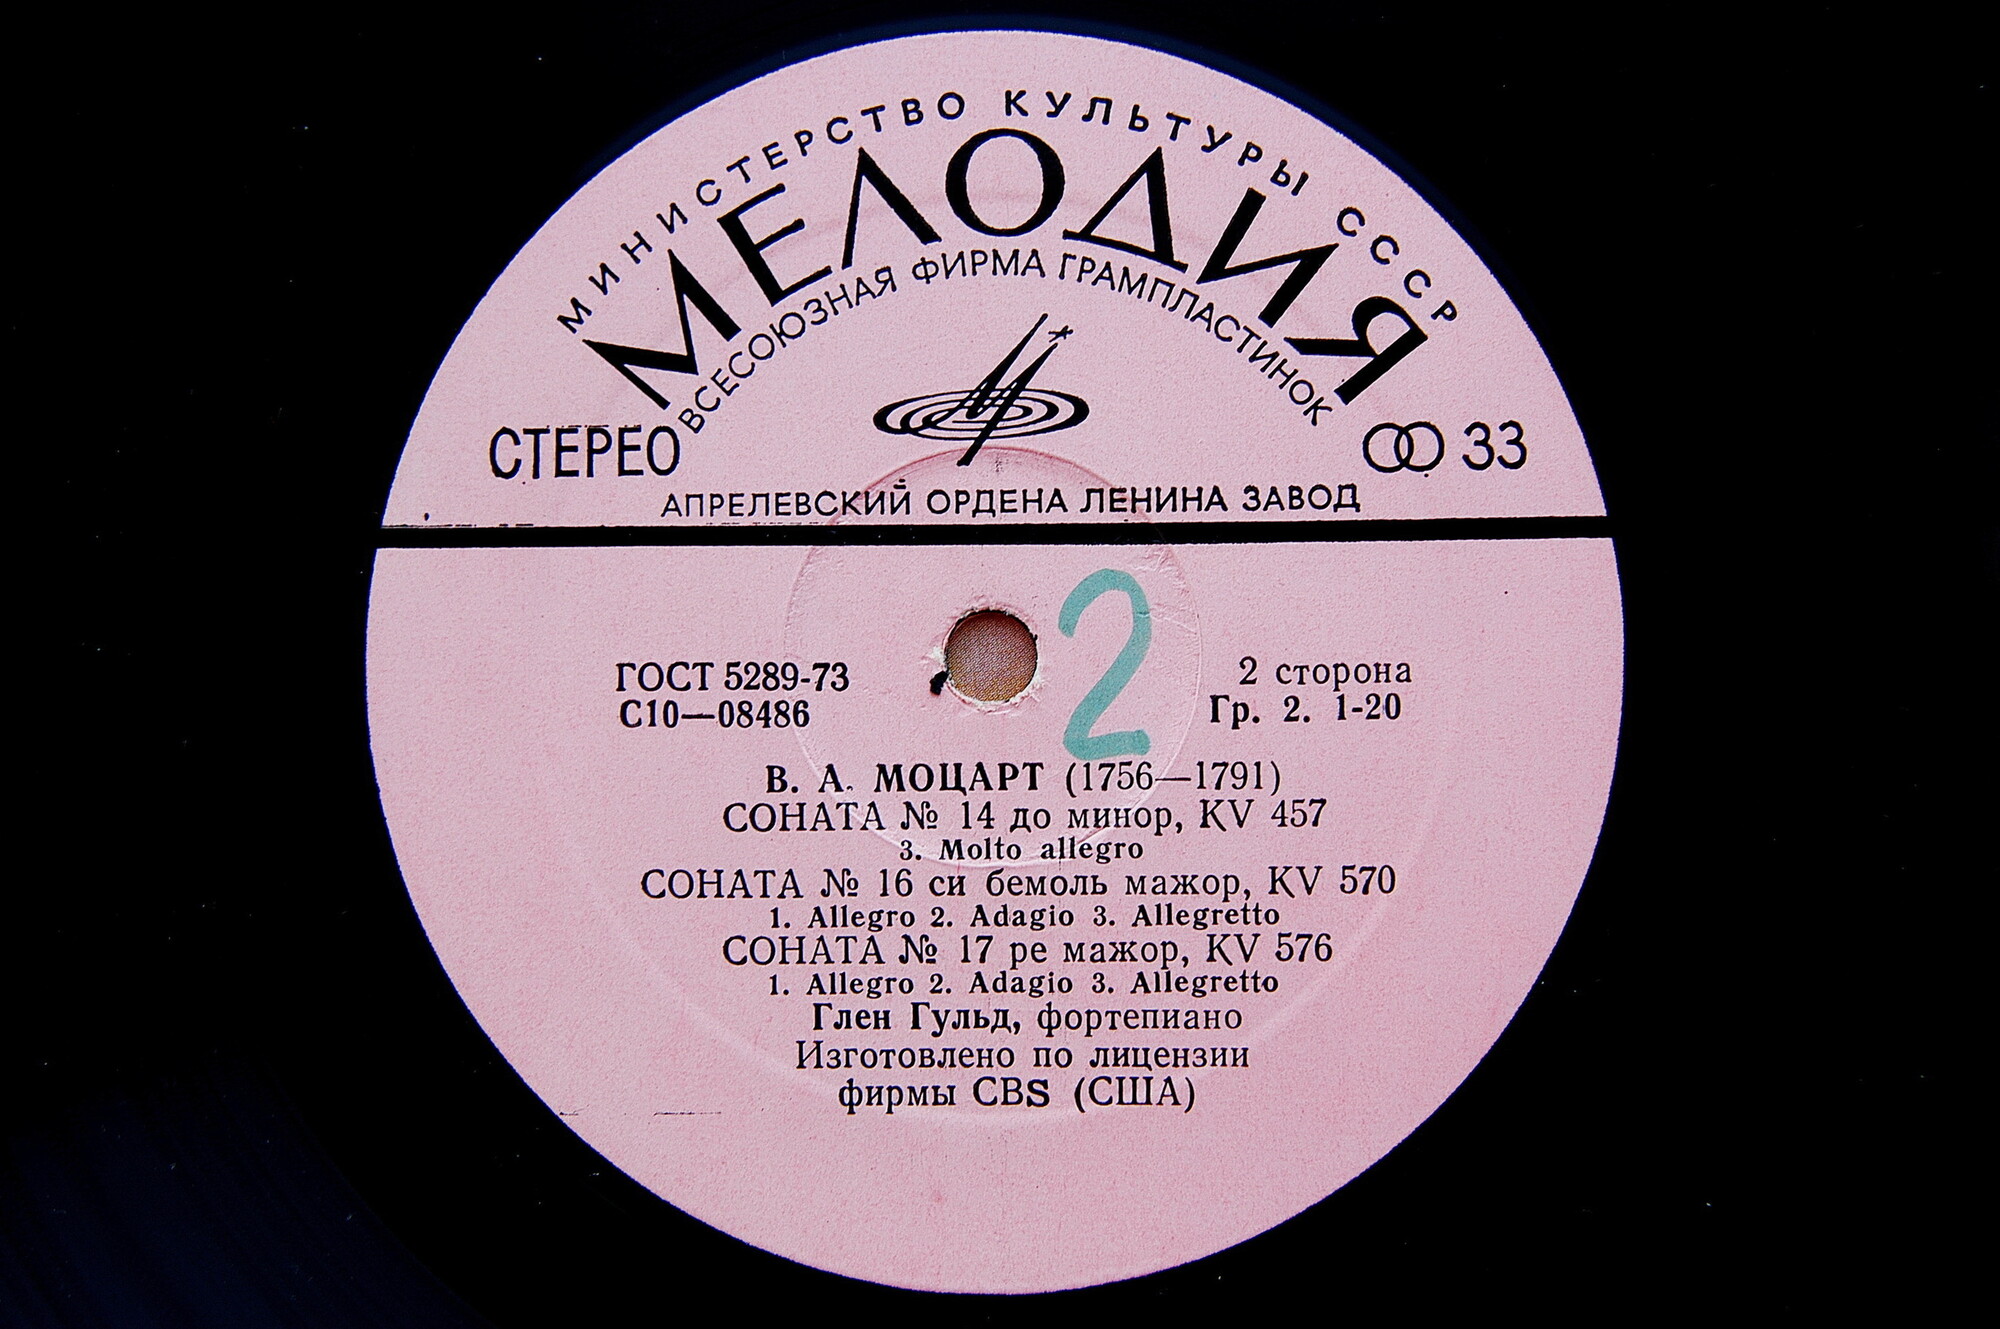 МИНИСТЕРСТВО КУЛЬТУРЫ СССР
МЕЛОДИЯ
ВСЕСОЮЗНАЯ ФИРМА ГРАМПЛАСТИНОК
СТЕРЕО
33
АПРЕЛЕВСКИЙ ОРДЕНА ЛЕНИНА ЗАВОД
2
ГОСТ 5289-73
С10—08486
2 сторона
Гр. 2. 1-20
В. А. МОЦАРТ (1756—1791)
СОНАТА № 14 до минор, KV 457
3. Molto allegro
СОНАТА № 16 си бемоль мажор, KV 570
1. Allegro 2. Adagio 3. Allegretto
СОНАТА № 17 ре мажор, KV 576
1. Allegro 2. Adagio 3. Allegretto
Глен Гульд, фортепиано
Изготовлено по лицензии
фирмы CBS (США)